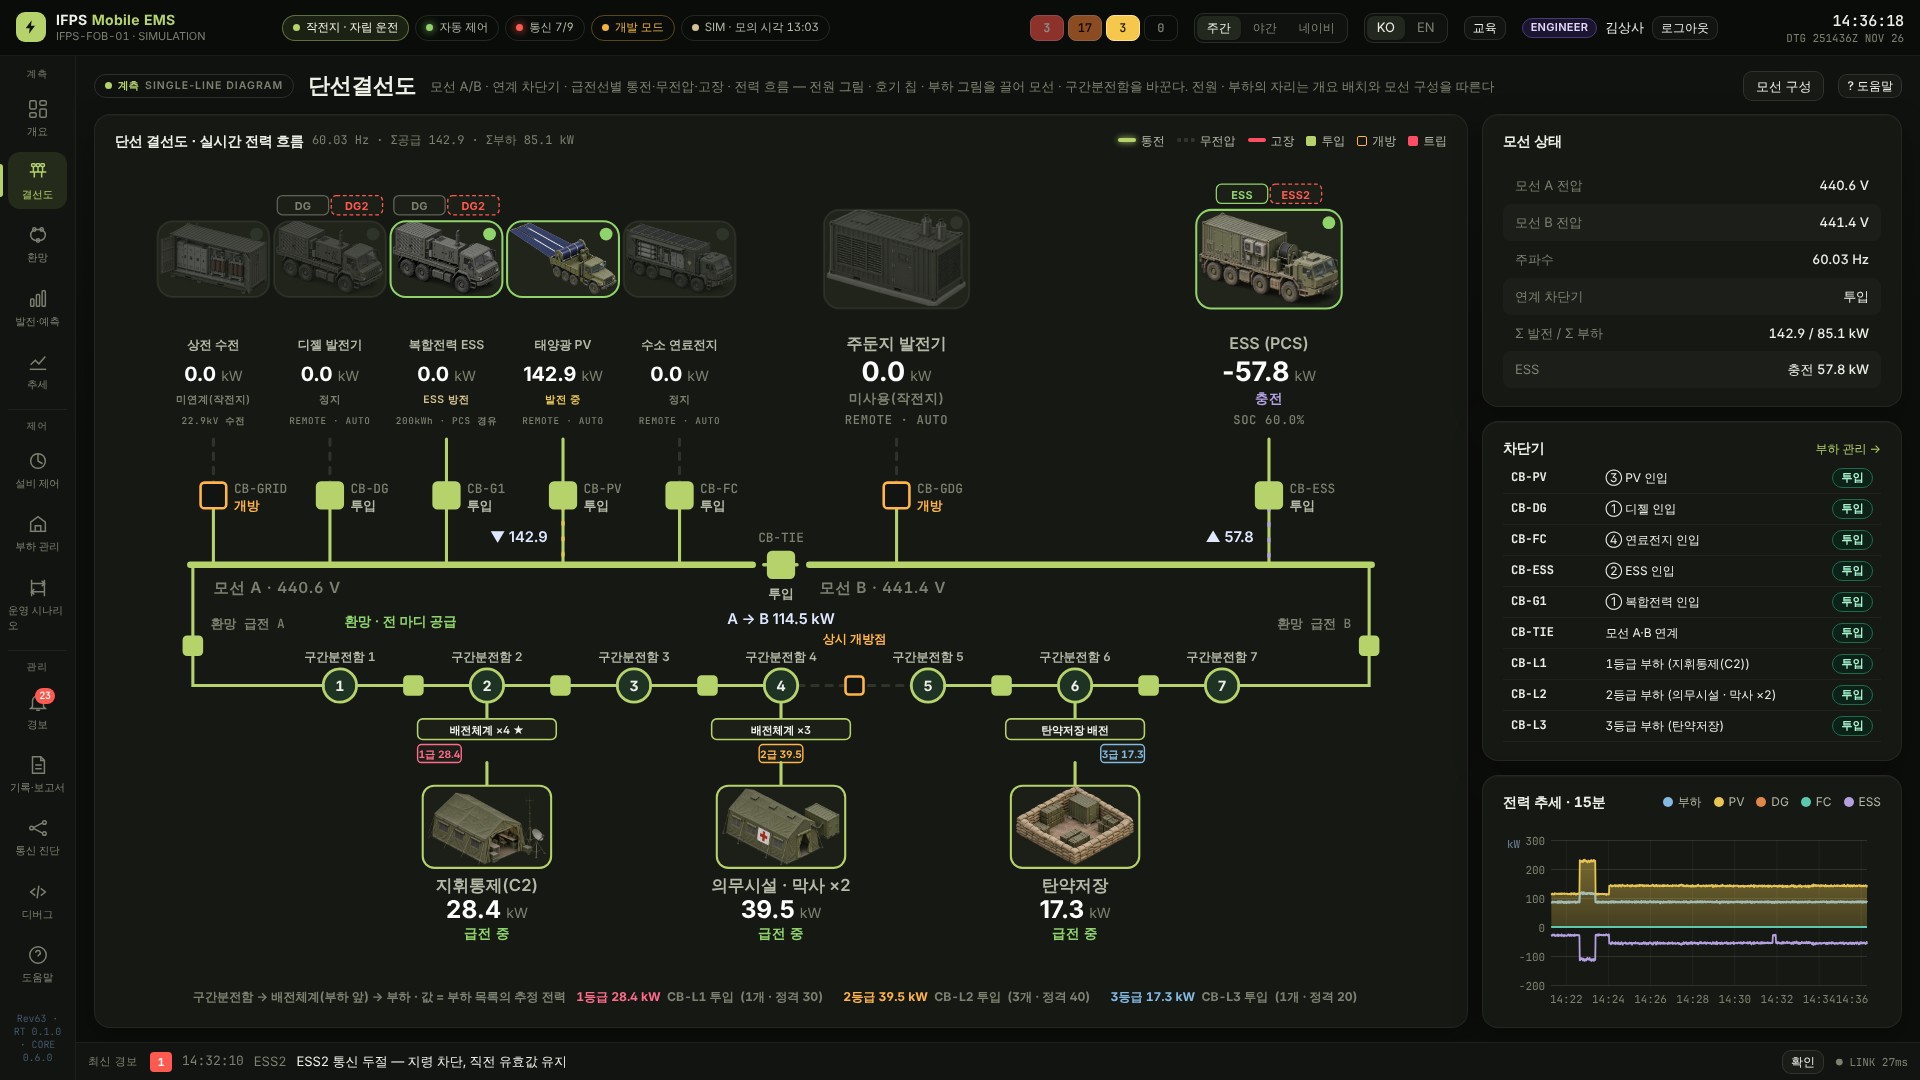 IFPS Mobile EMS
IFPS-FOB-01 · SIMULATION
작전지 · 자립 운전
자동 제어
통신 7/9
개발 모드
SIM · 모의 시각 13:03
3 17 3 0
주간 야간 네이비
KO EN
교육
ENGINEER 김상사 로그아웃
14:36:18
DTG 251436Z NOV 26
계측
개요
결선도
환망
발전·예측
추세
제어
설비 제어
부하 관리
운영 시나리오
관리
23
경보
기록·보고서
통신 진단
디버그
도움말
Rev63 ·
RT 0.1.0
· CORE
0.6.0
계측 SINGLE-LINE DIAGRAM
단선결선도
모선 A/B · 연계 차단기 · 급전선별 통전·무전압·고장 · 전력 흐름 — 전원 그림 · 호기 칩 · 부하 그림을 끌어 모선 · 구간분전함을 바꾼다. 전원 · 부하의 자리는 개요 배치와 모선 구성을 따른다
모선 구성
? 도움말
단선 결선도 · 실시간 전력 흐름 60.03 Hz · Σ공급 142.9 · Σ부하 85.1 kW
통전 무전압 고장 투입 개방 트립
DG DG2 DG DG2 ESS ESS2
상전 수전
0.0 kW
미연계(작전지)
22.9kV 수전
디젤 발전기
0.0 kW
정지
REMOTE · AUTO
복합전력 ESS
0.0 kW
ESS 방전
200kWh · PCS 경유
태양광 PV
142.9 kW
발전 중
REMOTE · AUTO
수소 연료전지
0.0 kW
정지
REMOTE · AUTO
주둔지 발전기
0.0 kW
미사용(작전지)
REMOTE · AUTO
ESS (PCS)
-57.8 kW
충전
SOC 60.0%
CB-GRID
개방
CB-DG
투입
CB-G1
투입
CB-PV
투입
CB-FC
투입
CB-GDG
개방
CB-ESS
투입
▼ 142.9
CB-TIE
투입
▲ 57.8
모선 A · 440.6 V
모선 B · 441.4 V
환망 급전 A
환망 · 전 마디 공급
A → B 114.5 kW
상시 개방점
환망 급전 B
구간분전함 1 구간분전함 2 구간분전함 3 구간분전함 4 구간분전함 5 구간분전함 6 구간분전함 7
1 2 3 4 5 6 7
배전체계 ×4 ★
1급 28.4
배전체계 ×3
2급 39.5
탄약저장 배전
3급 17.3
지휘통제(C2)
28.4 kW
급전 중
의무시설 · 막사 ×2
39.5 kW
급전 중
탄약저장
17.3 kW
급전 중
구간분전함 → 배전체계(부하 앞) → 부하 · 값 = 부하 목록의 추정 전력 1등급 28.4 kW CB-L1 투입 (1개 · 정격 30) 2등급 39.5 kW CB-L2 투입 (3개 · 정격 40) 3등급 17.3 kW CB-L3 투입 (1개 · 정격 20)
모선 상태
모선 A 전압 440.6 V
모선 B 전압 441.4 V
주파수 60.03 Hz
연계 차단기 투입
Σ 발전 / Σ 부하 142.9 / 85.1 kW
ESS 충전 57.8 kW
차단기 부하 관리 →
CB-PV ③ PV 인입 투입
CB-DG ① 디젤 인입 투입
CB-FC ④ 연료전지 인입 투입
CB-ESS ② ESS 인입 투입
CB-G1 ① 복합전력 인입 투입
CB-TIE 모선 A·B 연계 투입
CB-L1 1등급 부하 (지휘통제(C2)) 투입
CB-L2 2등급 부하 (의무시설 · 막사 ×2) 투입
CB-L3 3등급 부하 (탄약저장) 투입
전력 추세 · 15분
부하 PV DG FC ESS
kW 300
200
100
0
-100
-200
14:22 14:24 14:26 14:28 14:30 14:32 14:34 14:36
최신 경보 1 14:32:10 ESS2 ESS2 통신 두절 — 지령 차단, 직전 유효값 유지
확인
LINK 27ms